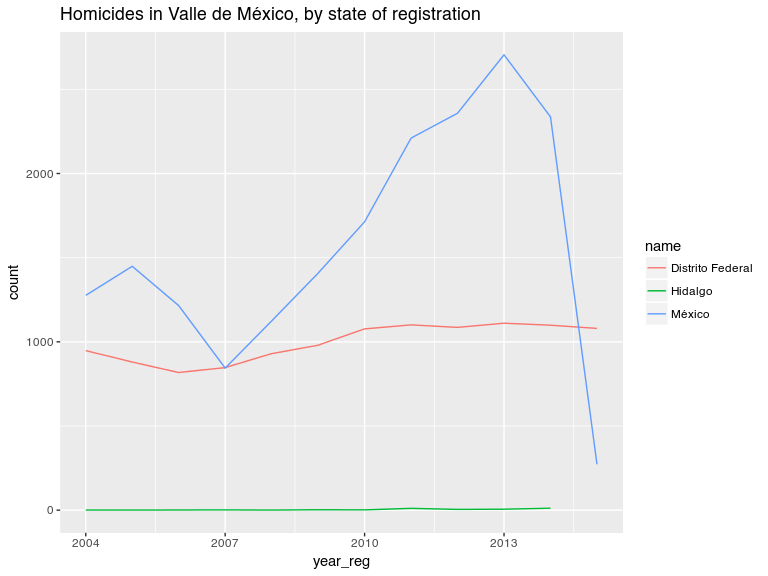 Homicides in Valle de México, by state of registration
count
2000
1000
0
2004 2007 2010 2013
year_reg
name
Distrito Federal
Hidalgo
México